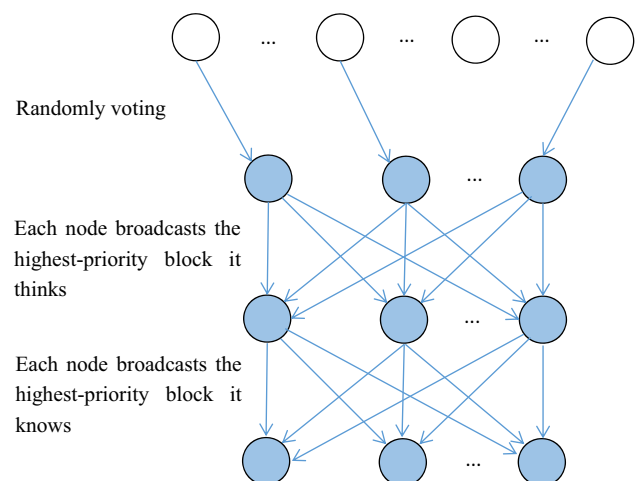 ... ... ...
Randomly voting
...
Each node broadcasts the
highest-priority block it
thinks
...
Each node broadcasts the
highest-priority block it
knows
...